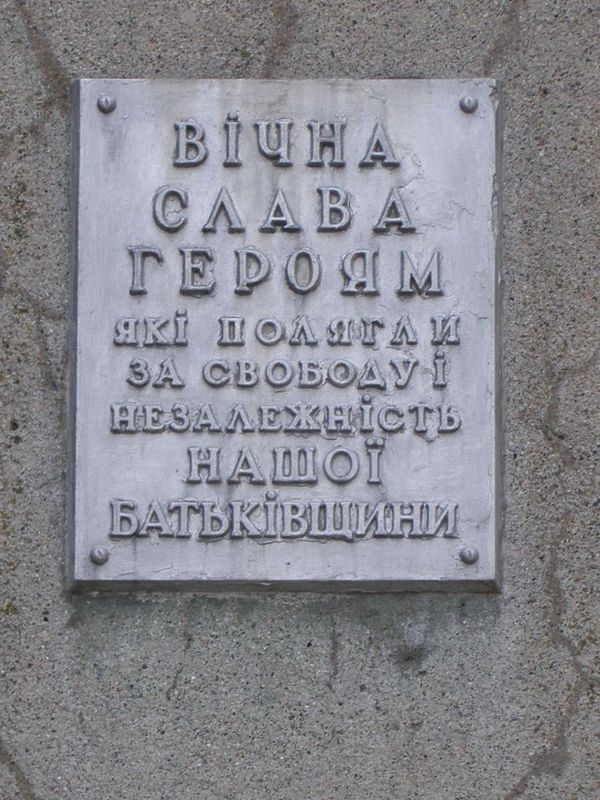 ВІЧНА
СЛАВА
ГЕРОЯМ
ЯКІ ПОЛЯГЛИ
ЗА СВОБОДУ І
НЕЗАЛЕЖНІСТЬ
НАШОЇ
БАТЬКІВЩИНИ